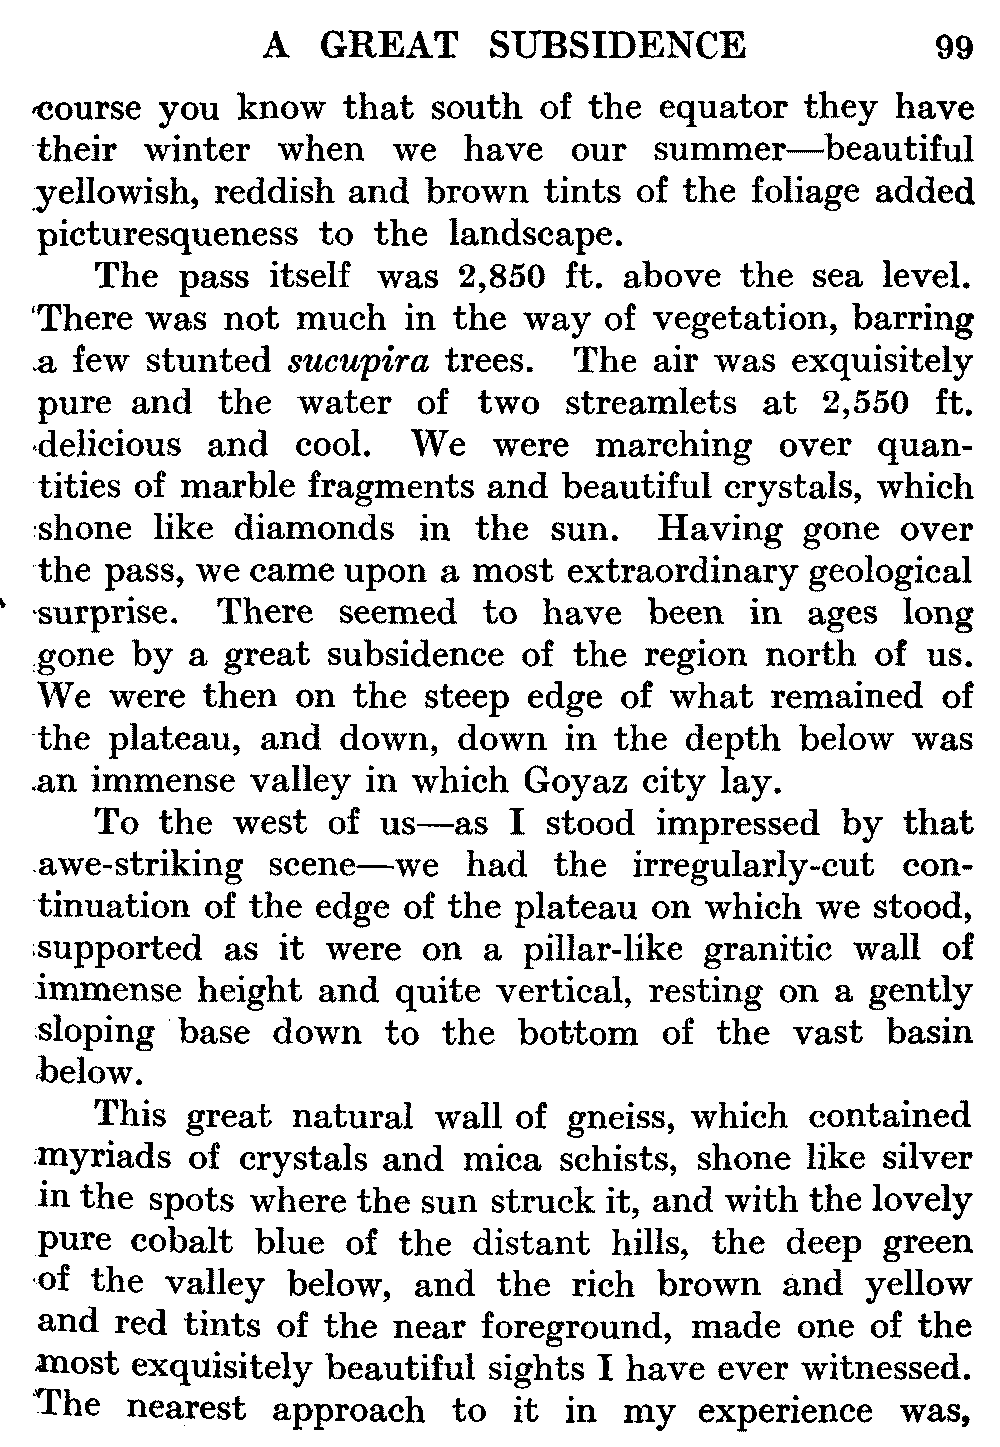 A GREAT SUBSIDENCE 99
course you know that south of the equator they have
their winter when we have our summer—beautiful
yellowish, reddish and brown tints of the foliage added
picturesqueness to the landscape.
The pass itself was 2,850 ft. above the sea level.
There was not much in the way of vegetation, barring
a few stunted sucupira trees. The air was exquisitely
pure and the water of two streamlets at 2,550 ft.
delicious and cool. We were marching over quan-
tities of marble fragments and beautiful crystals, which
shone like diamonds in the sun. Having gone over
the pass, we came upon a most extraordinary geological
surprise. There seemed to have been in ages long
gone by a great subsidence of the region north of us.
We were then on the steep edge of what remained of
the plateau, and down, down in the depth below was
an immense valley in which Goyaz city lay.
To the west of us—as I stood impressed by that
awe-striking scene—we had the irregularly-cut con-
tinuation of the edge of the plateau on which we stood,
supported as it were on a pillar-like granitic wall of
immense height and quite vertical, resting on a gently
sloping base down to the bottom of the vast basin
below.
This great natural wall of gneiss, which contained
myriads of crystals and mica schists, shone like silver
in the spots where the sun struck it, and with the lovely
pure cobalt blue of the distant hills, the deep green
of the valley below, and the rich brown and yellow
and red tints of the near foreground, made one of the
most exquisitely beautiful sights I have ever witnessed.
The nearest approach to it in my experience was,